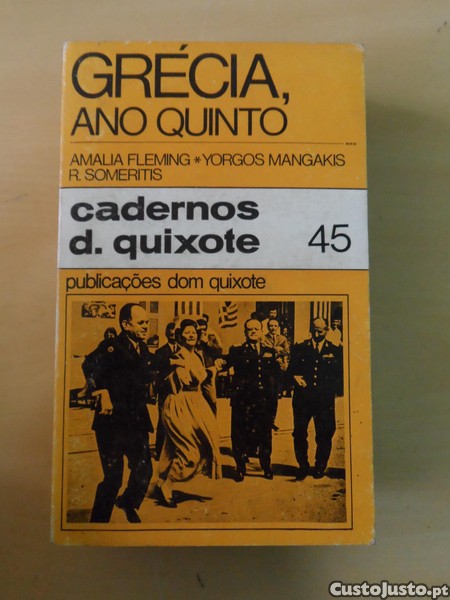 GRÉCIA,
ANO QUINTO
AMALIA FLEMING * YORGOS MANGAKIS
R. SOMERITIS
cadernos
d. quixote 45
publicações dom quixote
CustoJusto.pt